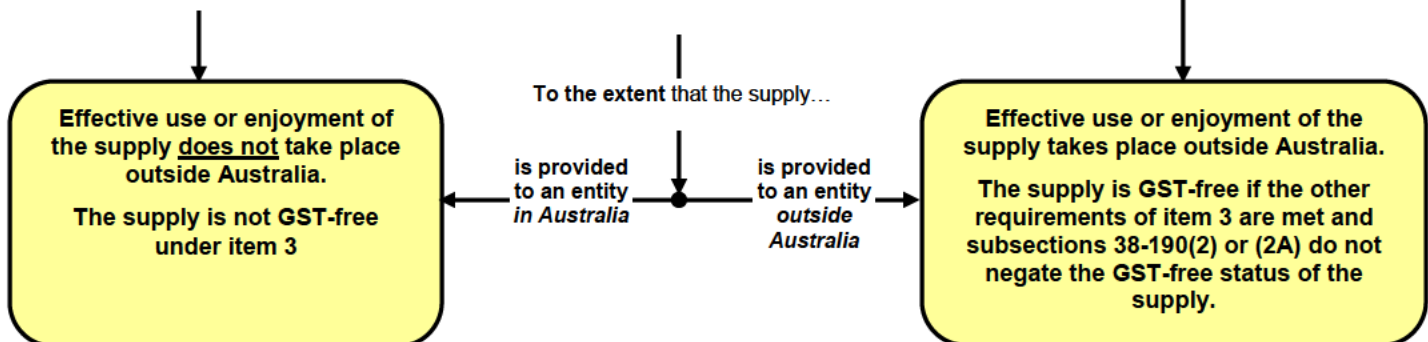 Effective use or enjoyment of
the supply does not take place
outside Australia.
The supply is not GST-free
under item 3
To the extent that the supply…
is provided
to an entity
in Australia
is provided
to an entity
outside
Australia
Effective use or enjoyment of the
supply takes place outside Australia.
The supply is GST-free if the other
requirements of item 3 are met and
subsections 38-190(2) or (2A) do not
negate the GST-free status of the
supply.